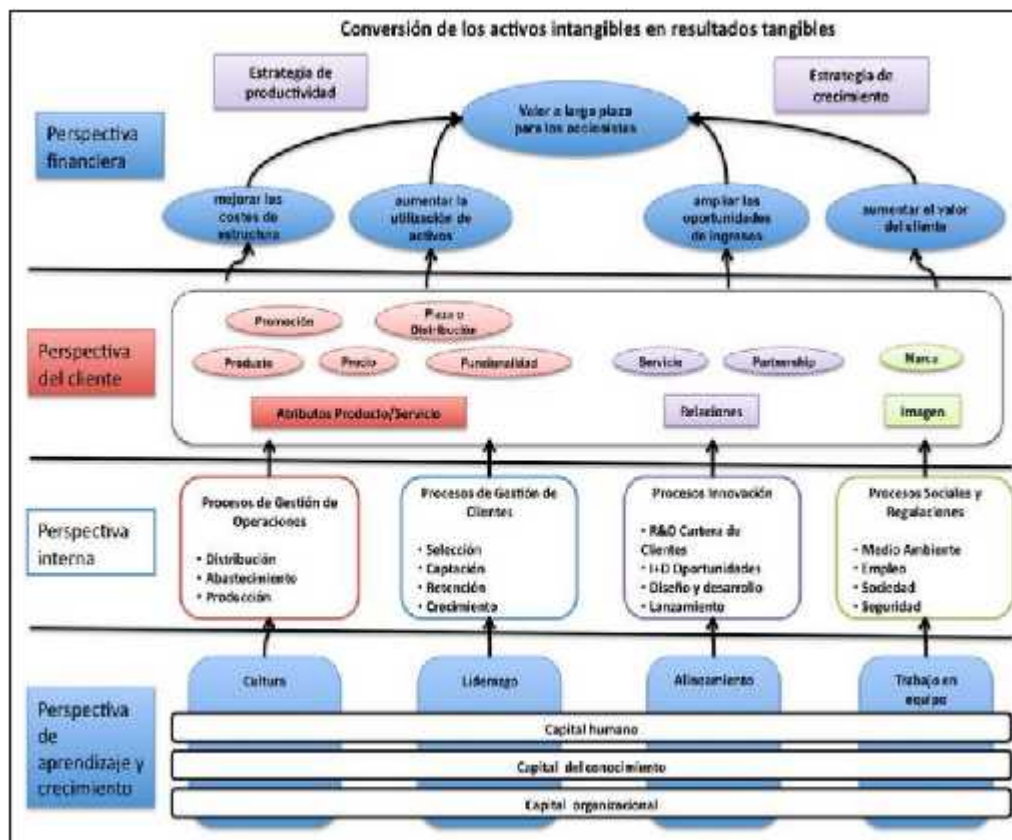 Conversión de los activos intangibles en resultados tangibles
Estrategia de
productividad
Estrategia de
crecimiento
Valor a largo plaza
para los accionistas
Perspectiva
financiera
mejorar los
costes de
estructura
aumentar la
utilización de
activos
ampliar las
oportunidades
de ingresos
aumentar el valor
del cliente
Perspectiva
del cliente
Promoción
Plaza o
Distribución
Producto
Precio
Funcionalidad
Servicio
Partnership
Marca
Atributos Producto/Servicio
Relaciones
Imagen
Perspectiva
interna
Procesos de Gestión de
Operaciones
• Distribución
• Abastecimiento
• Producción
Procesos de Gestión de
Clientes
• Selección
• Captación
• Retención
• Crecimiento
Procesos Innovación
• R&D Cartera de
Clientes
• I+D Oportunidades
• Diseño y desarrollo
• Lanzamiento
Procesos Sociales y
Regulaciones
• Medio Ambiente
• Empleo
• Sociedad
• Seguridad
Perspectiva
de
aprendizaje y
crecimiento
Cultura
Liderazgo
Alineamiento
Trabajo en
equipo
Capital humano
Capital del conocimiento
Capital organizacional